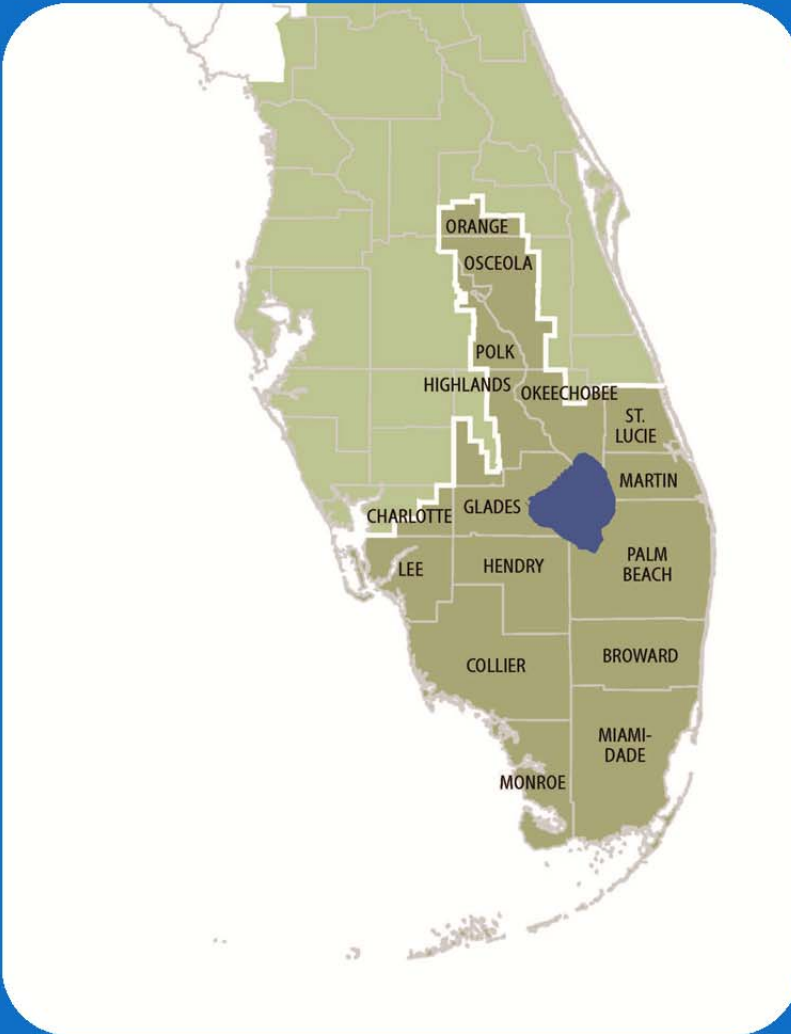 ORANGE
OSCEOLA
POLK
HIGHLANDS
OKEECHOBEE
ST.
LUCIE
MARTIN
GLADES
CHARLOTTE
PALM
BEACH
HENDRY
LEE
BROWARD
COLLIER
MIAMI-
DADE
MONROE